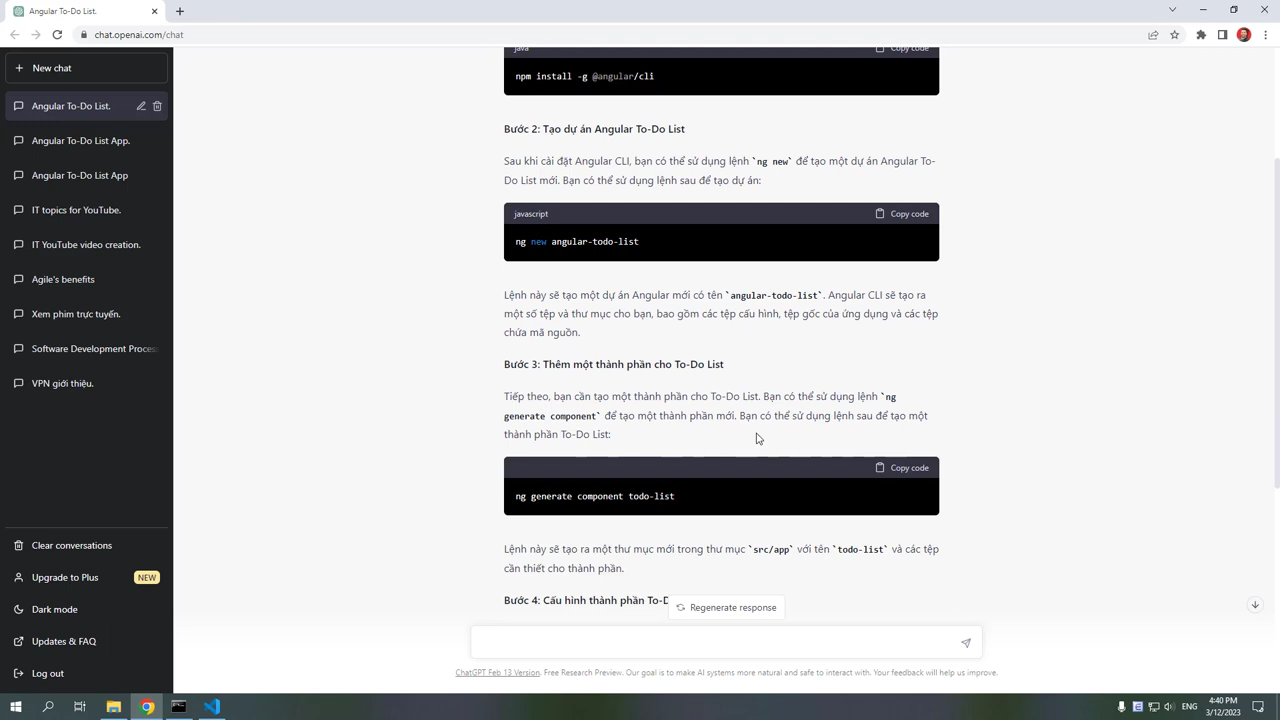 Angular To-Do List.
chat.openai.com/chat
New chat
Angular To-Do List.
Angular To-Do List App.
Angular To-Do List App
IT topics for YouTube.
IT YouTube video creation.
Agile's benefits
Xem phim trực tuyến.
Software Development Process
VPN giới thiệu.
Clear conversations
Upgrade to Plus NEW
Dark mode
Updates & FAQ
Log out
java Copy code
npm install -g @angular/cli
Bước 2: Tạo dự án Angular To-Do List
Sau khi cài đặt Angular CLI, bạn có thể sử dụng lệnh `ng new` để tạo một dự án Angular To-
Do List mới. Bạn có thể sử dụng lệnh sau để tạo dự án:
javascript Copy code
ng new angular-todo-list
Lệnh này sẽ tạo một dự án Angular mới có tên `angular-todo-list`. Angular CLI sẽ tạo ra
một số tệp và thư mục cho bạn, bao gồm các tệp cấu hình, tệp gốc của ứng dụng và các tệp
chứa mã nguồn.
Bước 3: Thêm một thành phần cho To-Do List
Tiếp theo, bạn cần tạo một thành phần cho To-Do List. Bạn có thể sử dụng lệnh `ng
generate component` để tạo một thành phần mới. Bạn có thể sử dụng lệnh sau để tạo một
thành phần To-Do List:
Copy code
ng generate component todo-list
Lệnh này sẽ tạo ra một thư mục mới trong thư mục `src/app` với tên `todo-list` và các tệp
cần thiết cho thành phần.
Bước 4: Cấu hình thành phần To-D
Regenerate response
ChatGPT Feb 13 Version. Free Research Preview. Our goal is to make AI systems more natural and safe to interact with. Your feedback will help us improve.
ENG
4:40 PM
3/12/2023